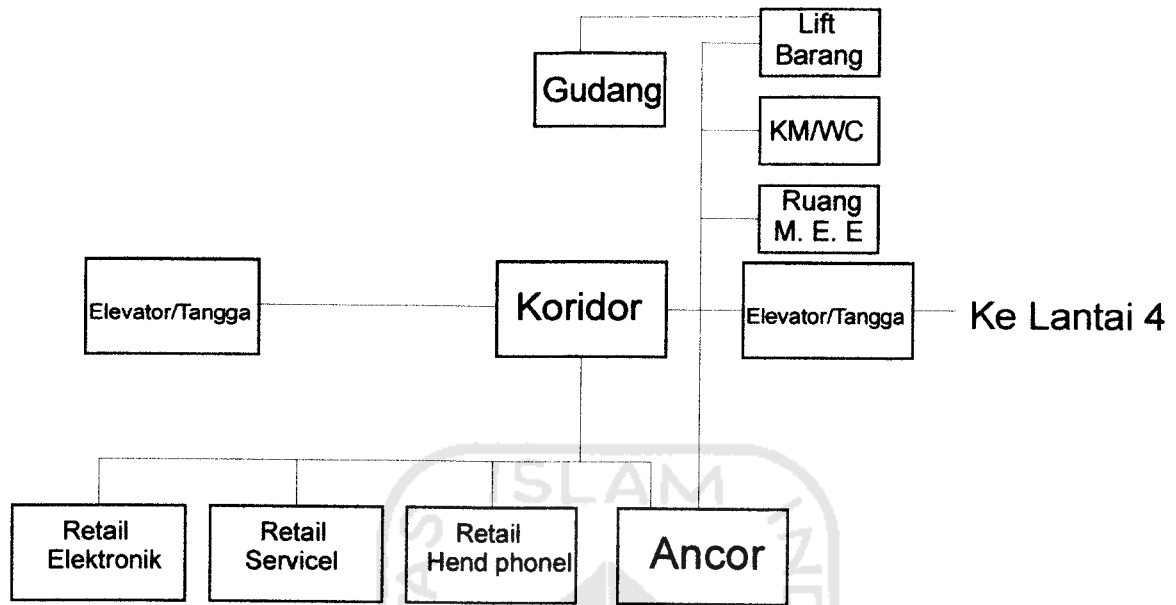 Lift
Barang
Gudang
KM/WC
Ruang
M. E. E
Elevator/Tangga
Koridor
Elevator/Tangga
Ke Lantai 4
ISLAM
Retail
Elektronik
Retail
Servicel
Retail
Hend phonel
Ancor